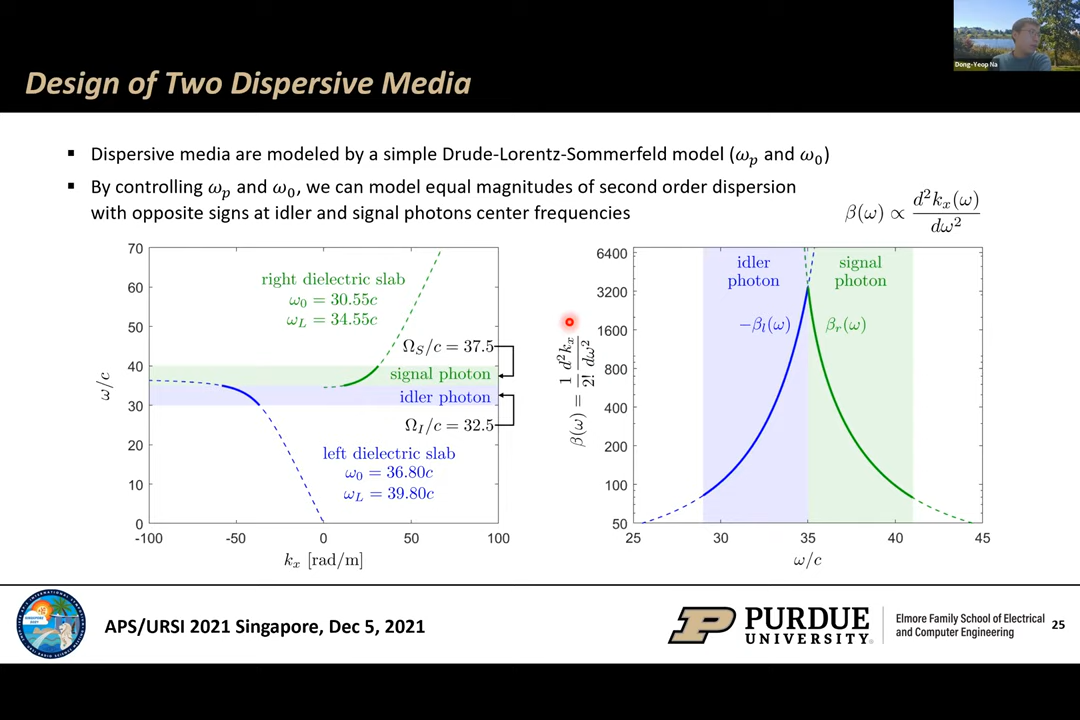 Dong-Yeop Na
Design of Two Dispersive Media
▪ Dispersive media are modeled by a simple Drude-Lorentz-Sommerfeld model (ωₚ and ω₀)
▪ By controlling ωₚ and ω₀, we can model equal magnitudes of second order dispersion
with opposite signs at idler and signal photons center frequencies
β(ω) ∝ d²kₓ(ω) / dω²
70
60
50
40
30
20
10
0
-100 -50 0 50 100
ω/c
kₓ [rad/m]
right dielectric slab
ω₀ = 30.55c
ω_L = 34.55c
Ω_S/c = 37.5
signal photon
idler photon
Ω_I/c = 32.5
left dielectric slab
ω₀ = 36.80c
ω_L = 39.80c
β(ω) = 1/2! d²kₓ/dω²
6400
3200
1600
800
400
200
100
50
25 30 35 40 45
ω/c
idler
photon
signal
photon
−β_l(ω)
β_r(ω)
APS/URSI 2021 Singapore, Dec 5, 2021
PURDUE
UNIVERSITY
Elmore Family School of Electrical
and Computer Engineering
25